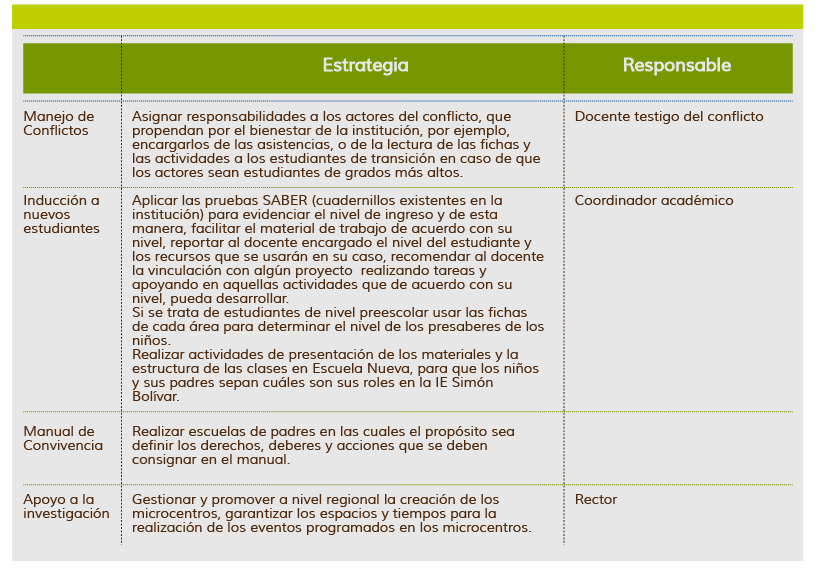 Estrategia
Responsable
Manejo de
Conflictos
Asignar responsabilidades a los actores del conflicto, que
propendan por el bienestar de la institución, por ejemplo,
encargarlos de las asistencias, o de la lectura de las fichas y
las actividades a los estudiantes de transición en caso de que
los actores sean estudiantes de grados más altos.
Docente testigo del conflicto
Inducción a
nuevos
estudiantes
Aplicar las pruebas SABER (cuadernillos existentes en la
institución) para evidenciar el nivel de ingreso y de esta
manera, facilitar el material de trabajo de acuerdo con su
nivel, reportar al docente encargado el nivel del estudiante y
los recursos que se usarán en su caso, recomendar al docente
la vinculación con algún proyecto realizando tareas y
apoyando en aquellas actividades que de acuerdo con su
nivel, pueda desarrollar.
Si se trata de estudiantes de nivel preescolar usar las fichas
de cada área para determinar el nivel de los presaberes de los
niños.
Realizar actividades de presentación de los materiales y la
estructura de las clases en Escuela Nueva, para que los niños
y sus padres sepan cuáles son sus roles en la IE Simón
Bolívar.
Coordinador académico
Manual de
Convivencia
Realizar escuelas de padres en las cuales el propósito sea
definir los derechos, deberes y acciones que se deben
consignar en el manual.
Apoyo a la
investigación
Gestionar y promover a nivel regional la creación de los
microcentros, garantizar los espacios y tiempos para la
realización de los eventos programados en los microcentros.
Rector